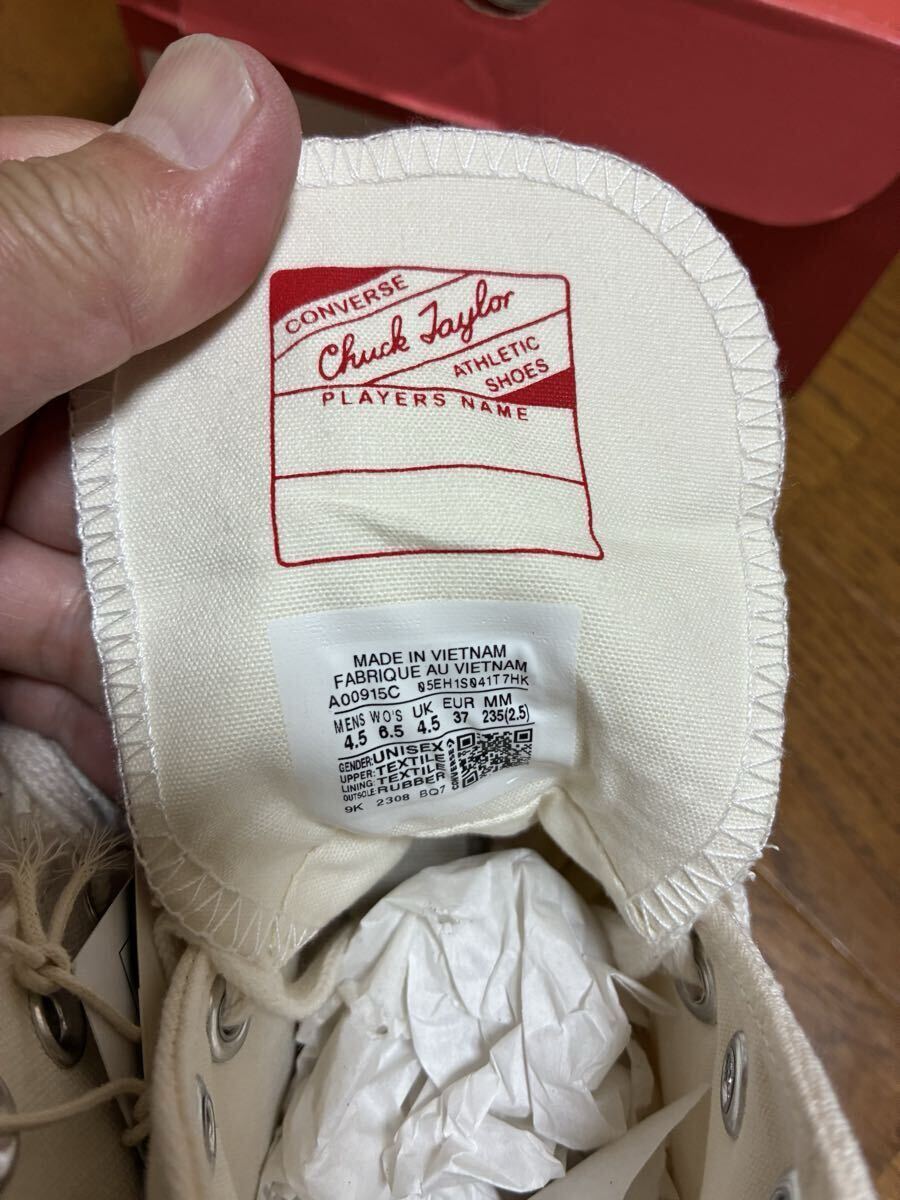 CONVERSE
Chuck Taylor
ATHLETIC
SHOES
PLAYERS NAME
MADE IN VIETNAM
FABRIQUE AU VIETNAM
A00915C 05EH1S041T7HK
MENS WO'S UK EUR MM
4.5 6.5 4.5 37 235(2.5)
GENDER: UNISEX
UPPER: TEXTILE
LINING: TEXTILE
OUTSOLE: RUBBER
CONVERSE
9K 2308 BQ7